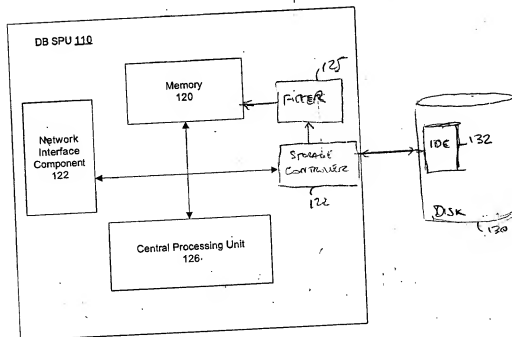 DB SPU 110
125
Memory
120
FILTER
Network
Interface
Component
122
STORAGE
CONTROLLER
122
IDE
132
DISK
130
Central Processing Unit
126